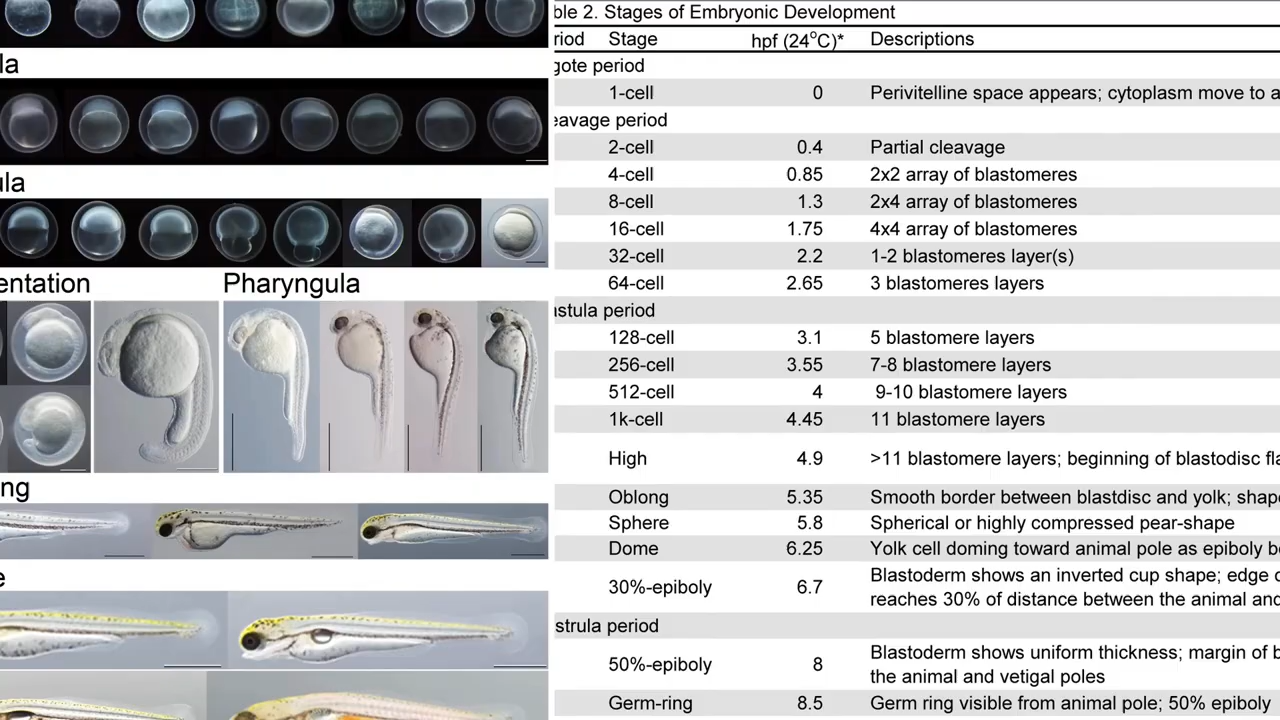 la
ula
entation
Pharyngula
ng
e
ble 2. Stages of Embryonic Development
riod Stage hpf (24°C)* Descriptions
gote period
1-cell 0 Perivitelline space appears; cytoplasm move to a
eavage period
2-cell 0.4 Partial cleavage
4-cell 0.85 2x2 array of blastomeres
8-cell 1.3 2x4 array of blastomeres
16-cell 1.75 4x4 array of blastomeres
32-cell 2.2 1-2 blastomeres layer(s)
64-cell 2.65 3 blastomeres layers
astula period
128-cell 3.1 5 blastomere layers
256-cell 3.55 7-8 blastomere layers
512-cell 4 9-10 blastomere layers
1k-cell 4.45 11 blastomere layers
High 4.9 >11 blastomere layers; beginning of blastodisc fla
Oblong 5.35 Smooth border between blastdisc and yolk; shape
Sphere 5.8 Spherical or highly compressed pear-shape
Dome 6.25 Yolk cell doming toward animal pole as epiboly be
30%-epiboly 6.7 Blastoderm shows an inverted cup shape; edge o
reaches 30% of distance between the animal and
strula period
50%-epiboly 8 Blastoderm shows uniform thickness; margin of b
the animal and vetigal poles
Germ-ring 8.5 Germ ring visible from animal pole; 50% epiboly